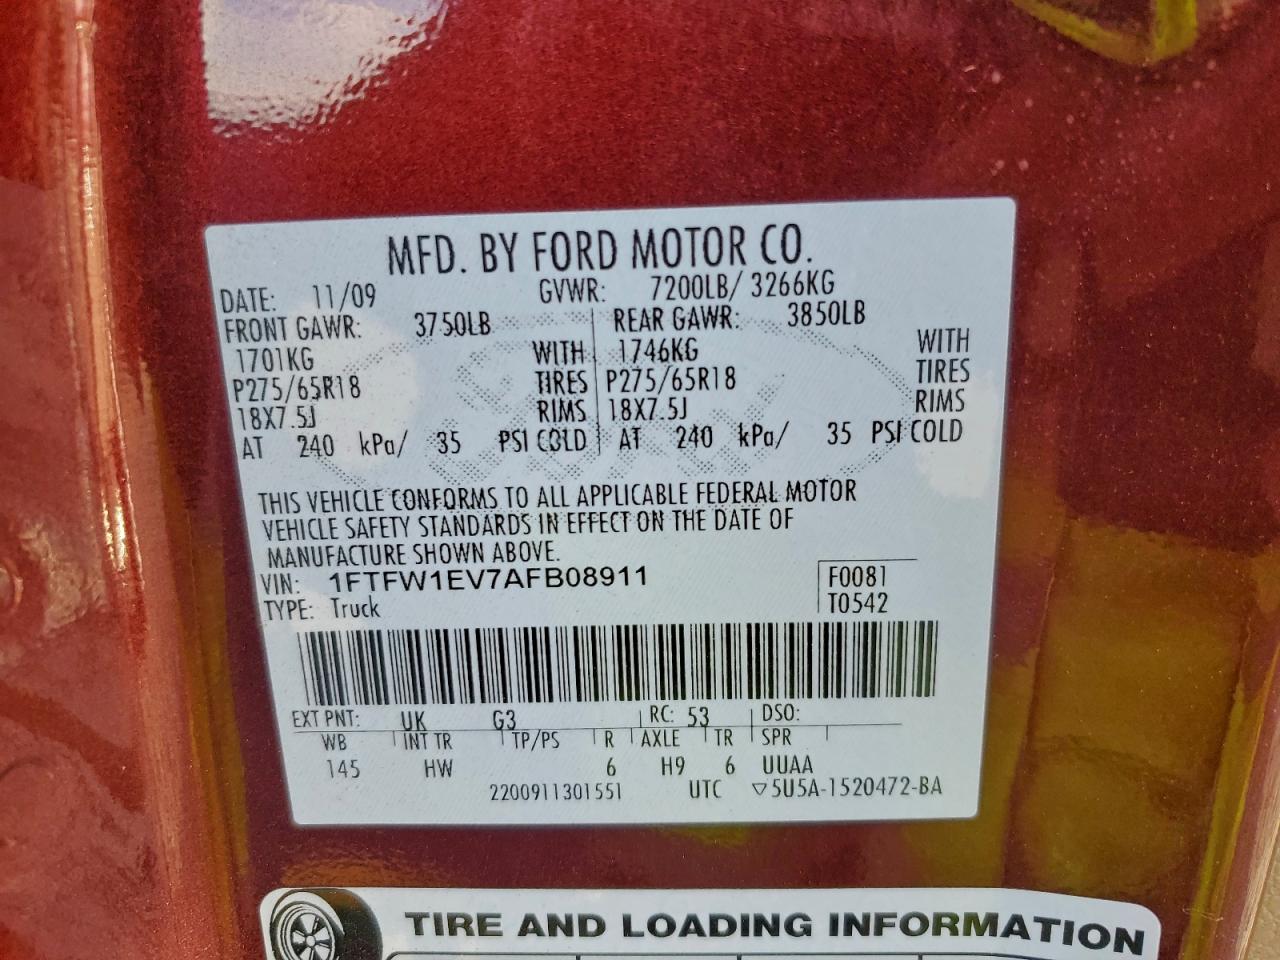 MFD. BY FORD MOTOR CO.
DATE: 11/09 GVWR: 7200LB/ 3266KG
FRONT GAWR: 3750LB REAR GAWR: 3850LB
1701KG WITH 1746KG WITH
P275/65R18 TIRES P275/65R18 TIRES
18X7.5J RIMS 18X7.5J RIMS
AT 240 kPa/ 35 PSI COLD AT 240 kPa/ 35 PSI COLD
THIS VEHICLE CONFORMS TO ALL APPLICABLE FEDERAL MOTOR
VEHICLE SAFETY STANDARDS IN EFFECT ON THE DATE OF
MANUFACTURE SHOWN ABOVE.
VIN: 1FTFW1EV7AFB08911 F0081
TYPE: Truck T0542
EXT PNT: UK G3 RC: 53 DSO:
WB INT TR TP/PS R AXLE TR SPR
145 HW 6 H9 6 UUAA
2200911301551 UTC ▽5U5A-1520472-BA
TIRE AND LOADING INFORMATION